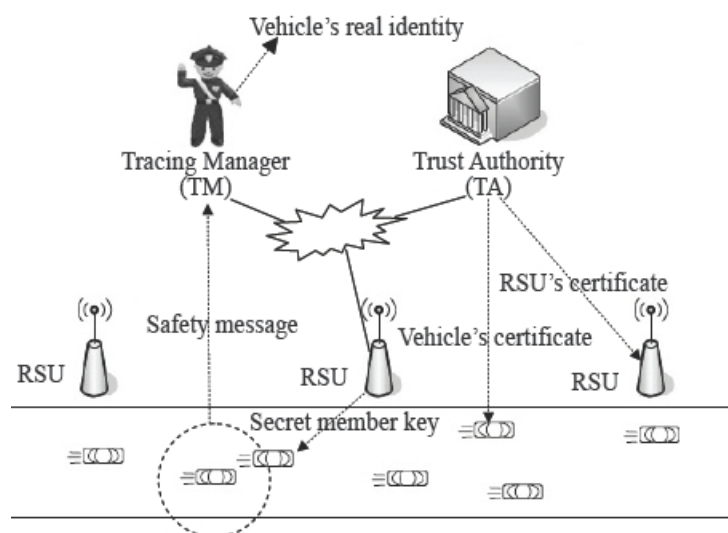 Vehicle's real identity
Tracing Manager
(TM)
Trust Authority
(TA)
RSU's certificate
Safety message
Vehicle's certificate
RSU
RSU
RSU
Secret member key